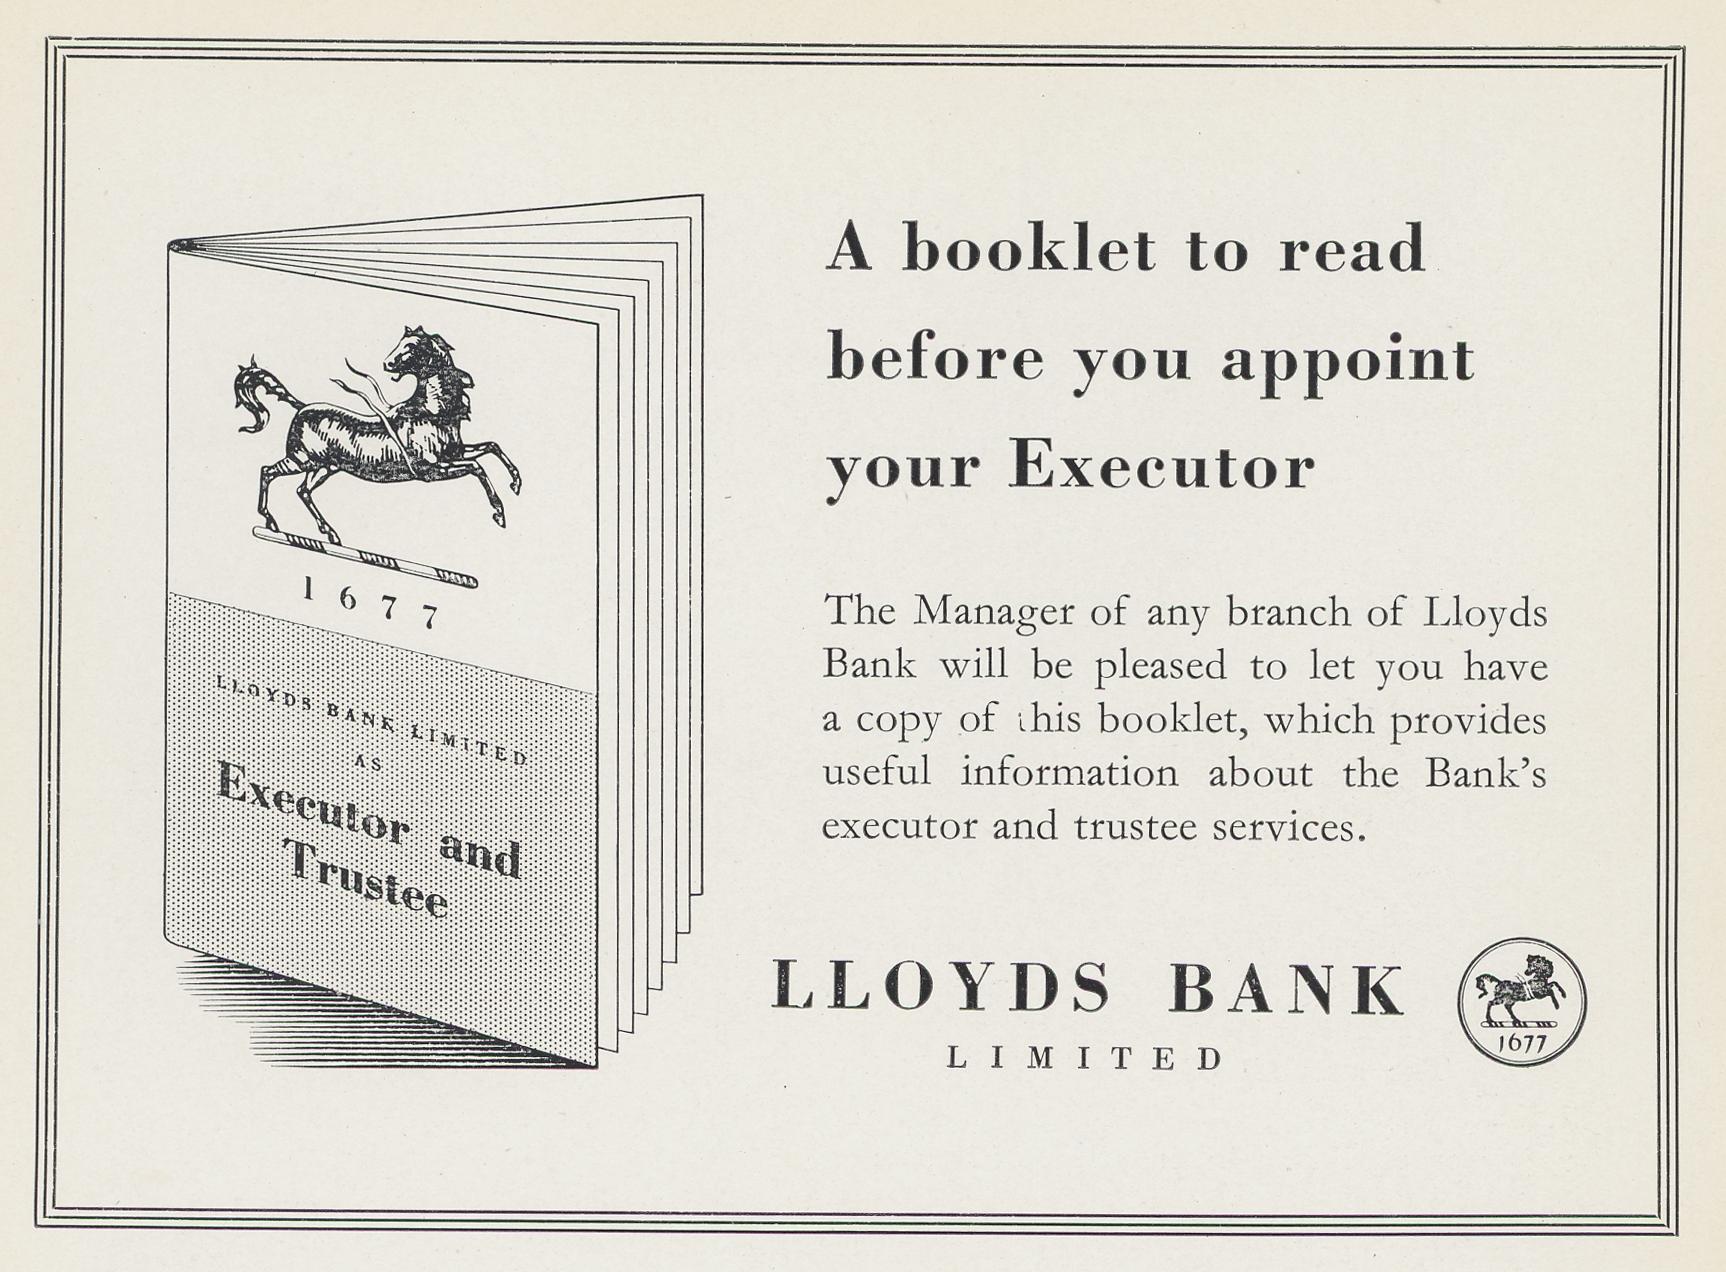 1677
LLOYDS BANK LIMITED
AS
Executor and
Trustee
A booklet to read
before you appoint
your Executor
The Manager of any branch of Lloyds
Bank will be pleased to let you have
a copy of this booklet, which provides
useful information about the Bank's
executor and trustee services.
LLOYDS BANK
LIMITED
1677